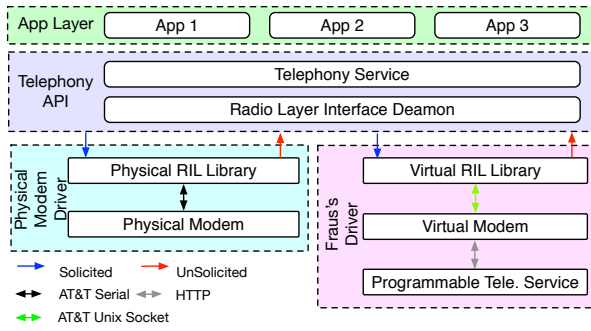 App Layer
App 1
App 2
App 3
Telephony
API
Telephony Service
Radio Layer Interface Deamon
Physical
Modem
Driver
Physical RIL Library
Physical Modem
Fraus's
Driver
Virtual RIL Library
Virtual Modem
Programmable Tele. Service
Solicited
UnSolicited
AT&T Serial
HTTP
AT&T Unix Socket